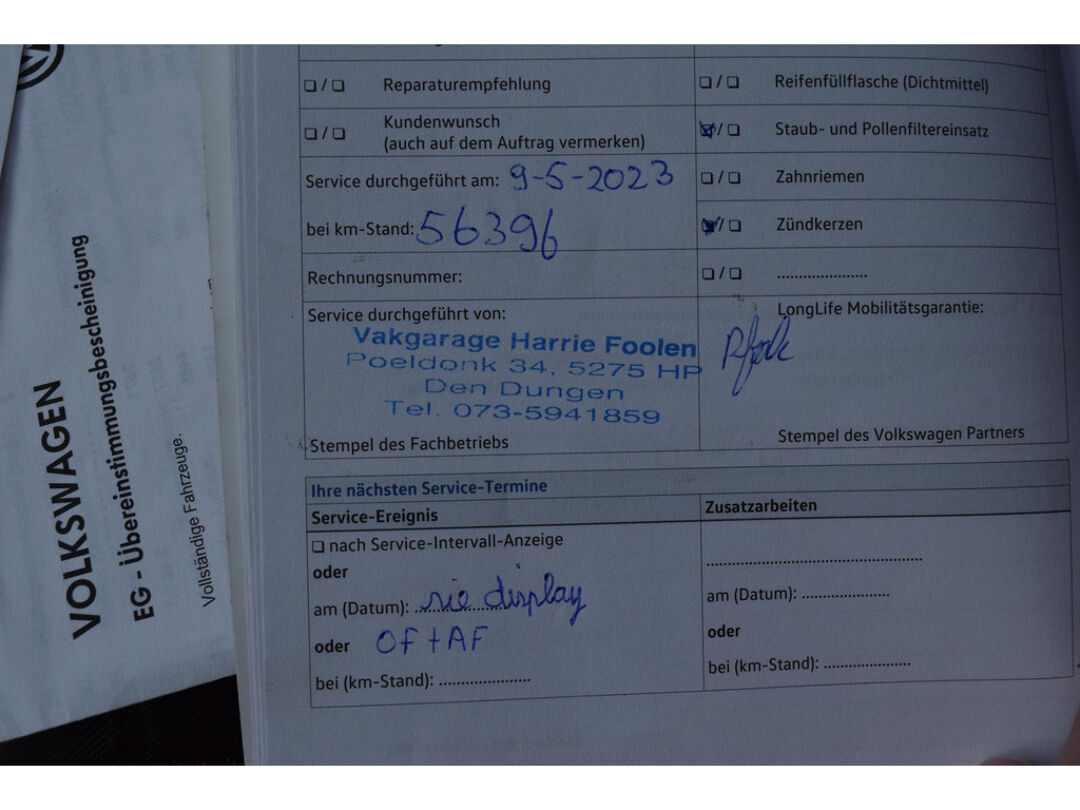 VOLKSWAGEN
EG - Übereinstimmungsbescheinigung
Vollständige Fahrzeuge.
❏ / ❏ Reparaturempfehlung
❏ / ❏ Kundenwunsch
(auch auf dem Auftrag vermerken)
Service durchgeführt am: 9-5-2023
bei km-Stand: 56396
Rechnungsnummer:
Service durchgeführt von:
Vakgarage Harrie Foolen
Poeldonk 34, 5275 HP
Den Dungen
Tel. 073-5941859
Stempel des Fachbetriebs
❏ / ❏ Reifenfüllflasche (Dichtmittel)
☒ / ❏ Staub- und Pollenfiltereinsatz
❏ / ❏ Zahnriemen
☒ / ❏ Zündkerzen
❏ / ❏ ....................
LongLife Mobilitätsgarantie:
Stempel des Volkswagen Partners
Ihre nächsten Service-Termine
Service-Ereignis
❏ nach Service-Intervall-Anzeige
oder
am (Datum): zie display
oder OF + AF
bei (km-Stand): ....................
Zusatzarbeiten
..............................................
am (Datum): ...................
oder
bei (km-Stand): ...................